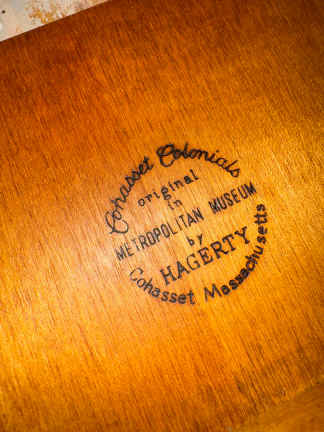 Cohasset Colonials
original
in
METROPOLITAN MUSEUM
by
HAGERTY
Cohasset Massachusetts